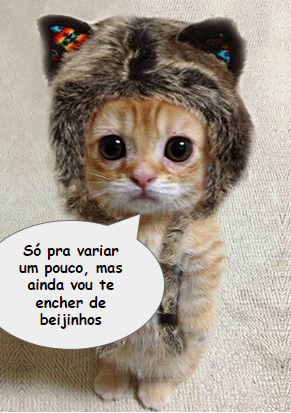 Só pra variar
um pouco, mas
ainda vou te
encher de
beijinhos